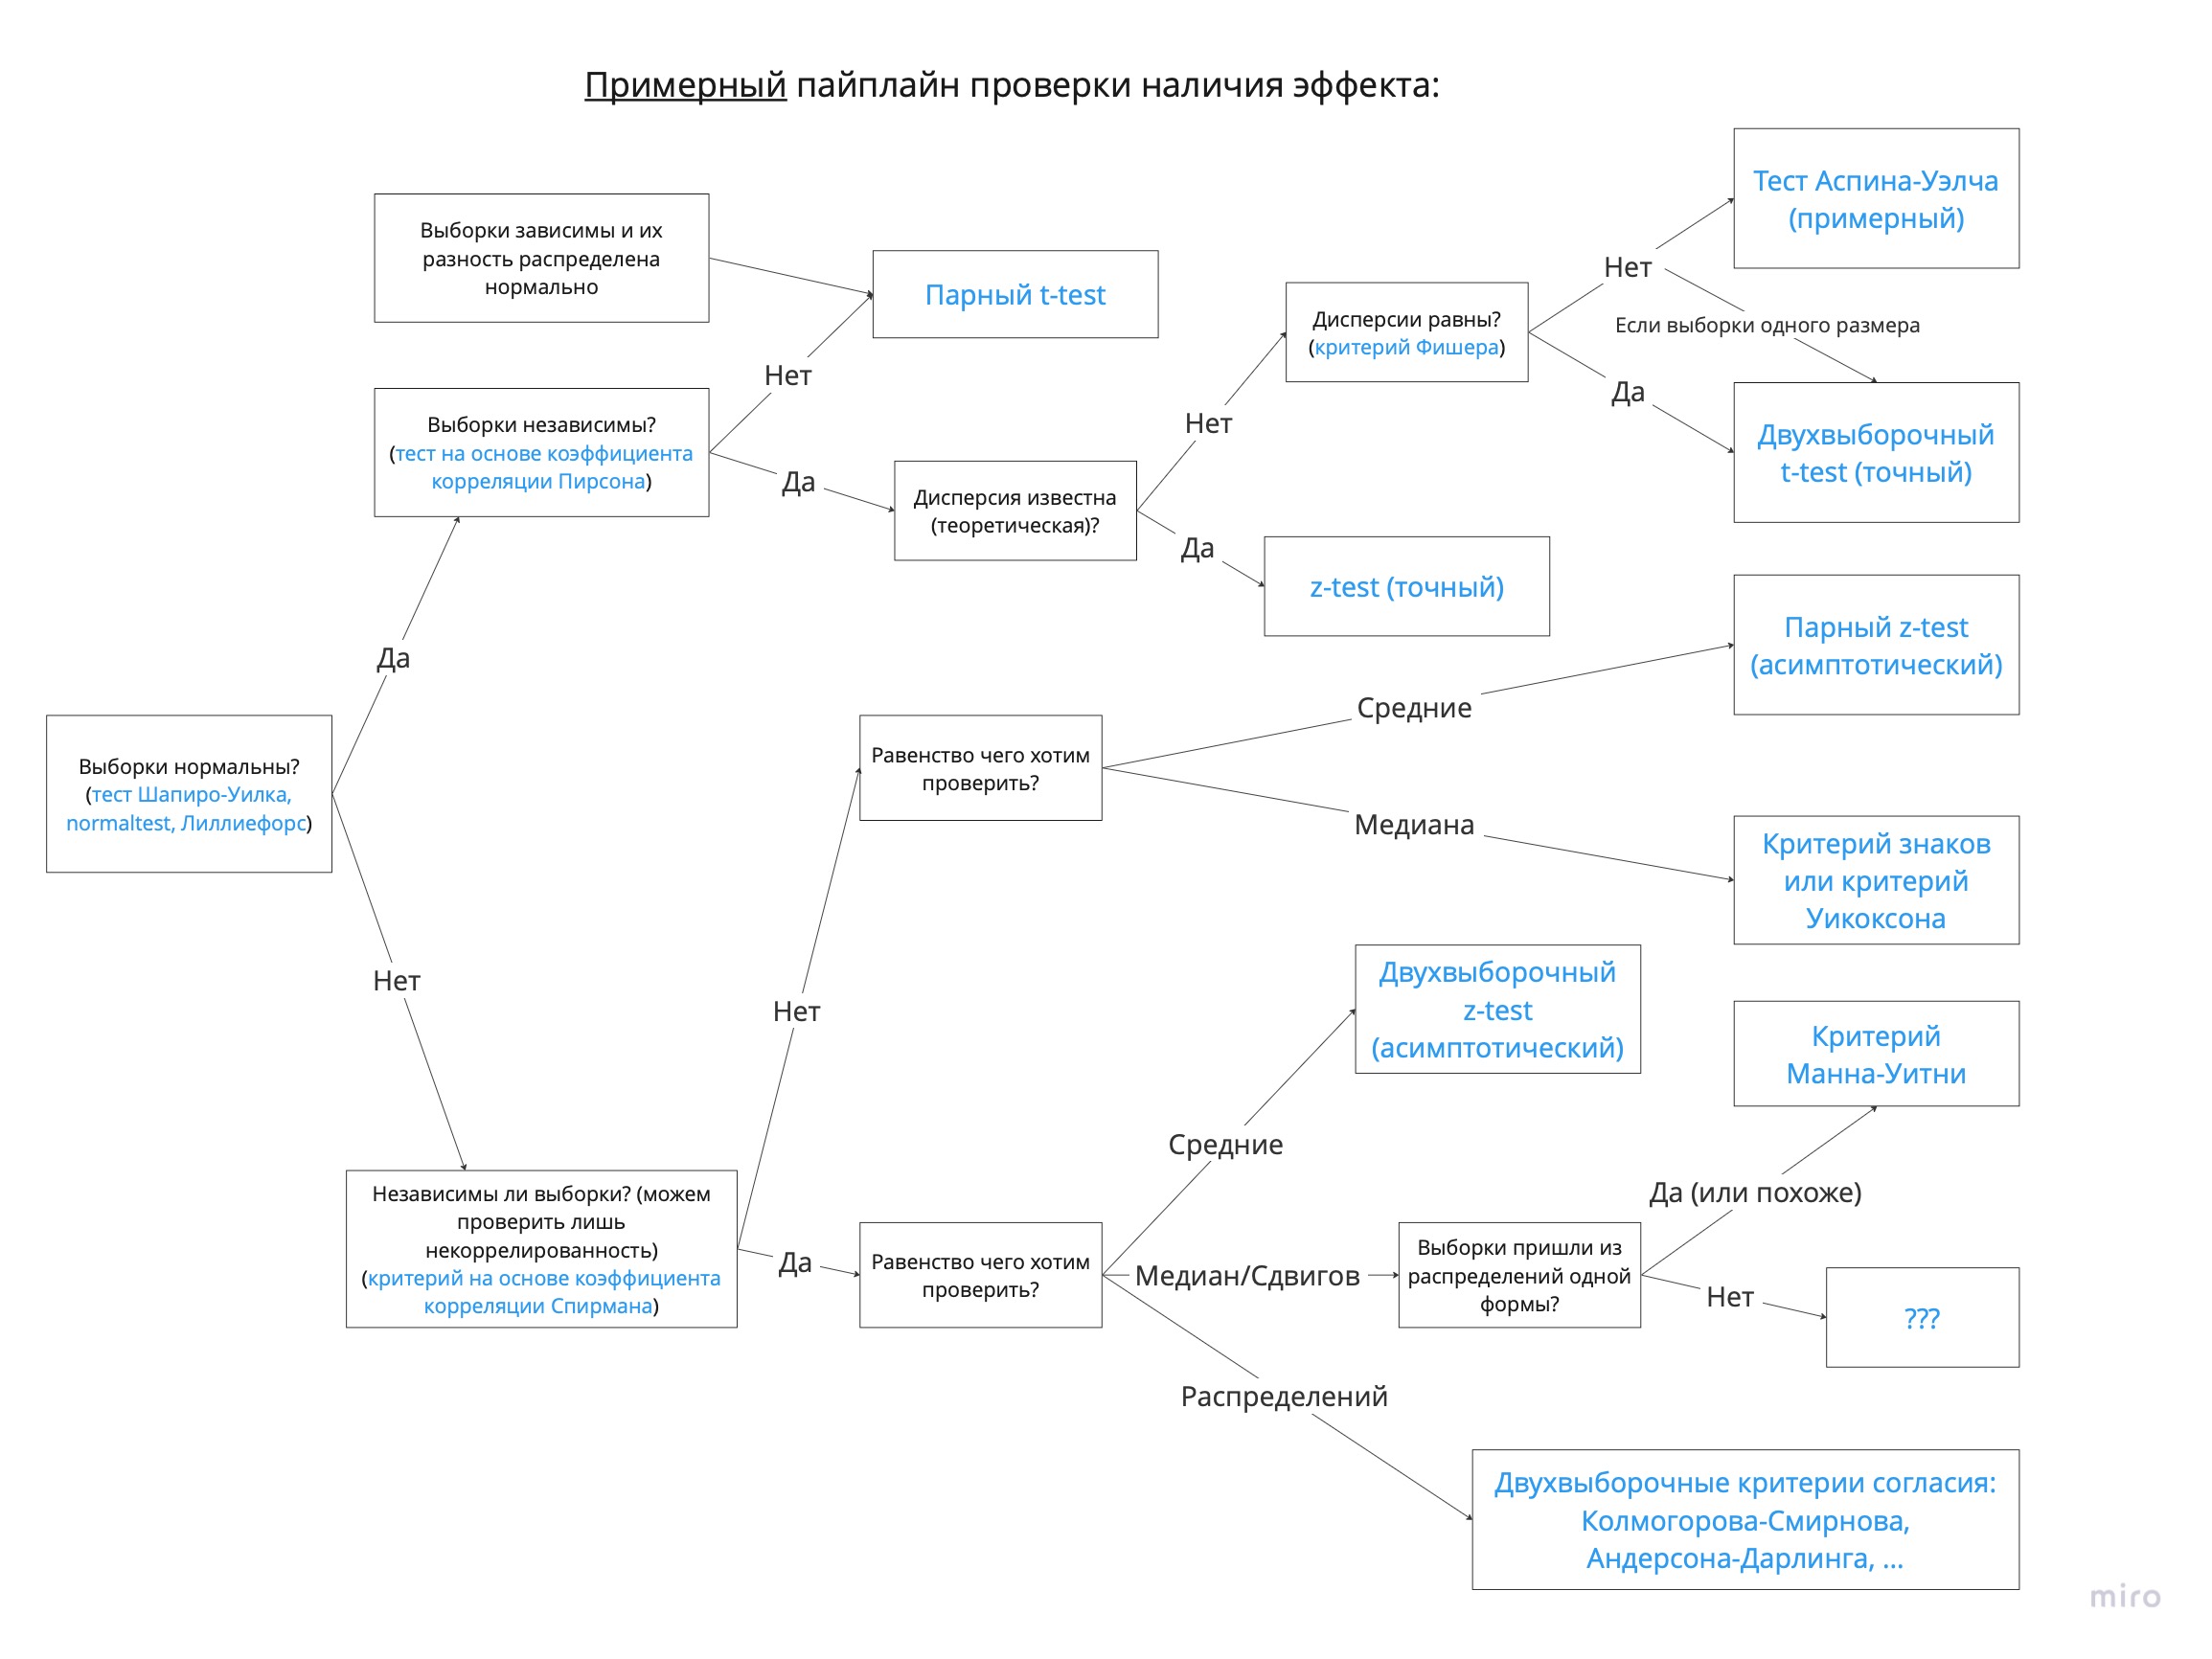 Примерный пайплайн проверки наличия эффекта:
Выборки зависимы и их
разность распределена
нормально
Парный t-test
Тест Аспина-Уэлча
(примерный)
Нет
Если выборки одного размера
Дисперсии равны?
(критерий Фишера)
Да
Двухвыборочный
t-test (точный)
Нет
Выборки независимы?
(тест на основе коэффициента
корреляции Пирсона)
Да
Нет
Дисперсия известна
(теоретическая)?
Да
z-test (точный)
Да
Выборки нормальны?
(тест Шапиро-Уилка,
normaltest, Лиллиефорс)
Нет
Равенство чего хотим
проверить?
Средние
Парный z-test
(асимптотический)
Медиана
Критерий знаков
или критерий
Уикоксона
Нет
Независимы ли выборки? (можем
проверить лишь
некоррелированность)
(критерий на основе коэффициента
корреляции Спирмана)
Да
Равенство чего хотим
проверить?
Средние
Двухвыборочный
z-test
(асимптотический)
Медиан/Сдвигов
Выборки пришли из
распределений одной
формы?
Да (или похоже)
Критерий
Манна-Уитни
Нет
???
Распределений
Двухвыборочные критерии согласия:
Колмогорова-Смирнова,
Андерсона-Дарлинга, ...
miro